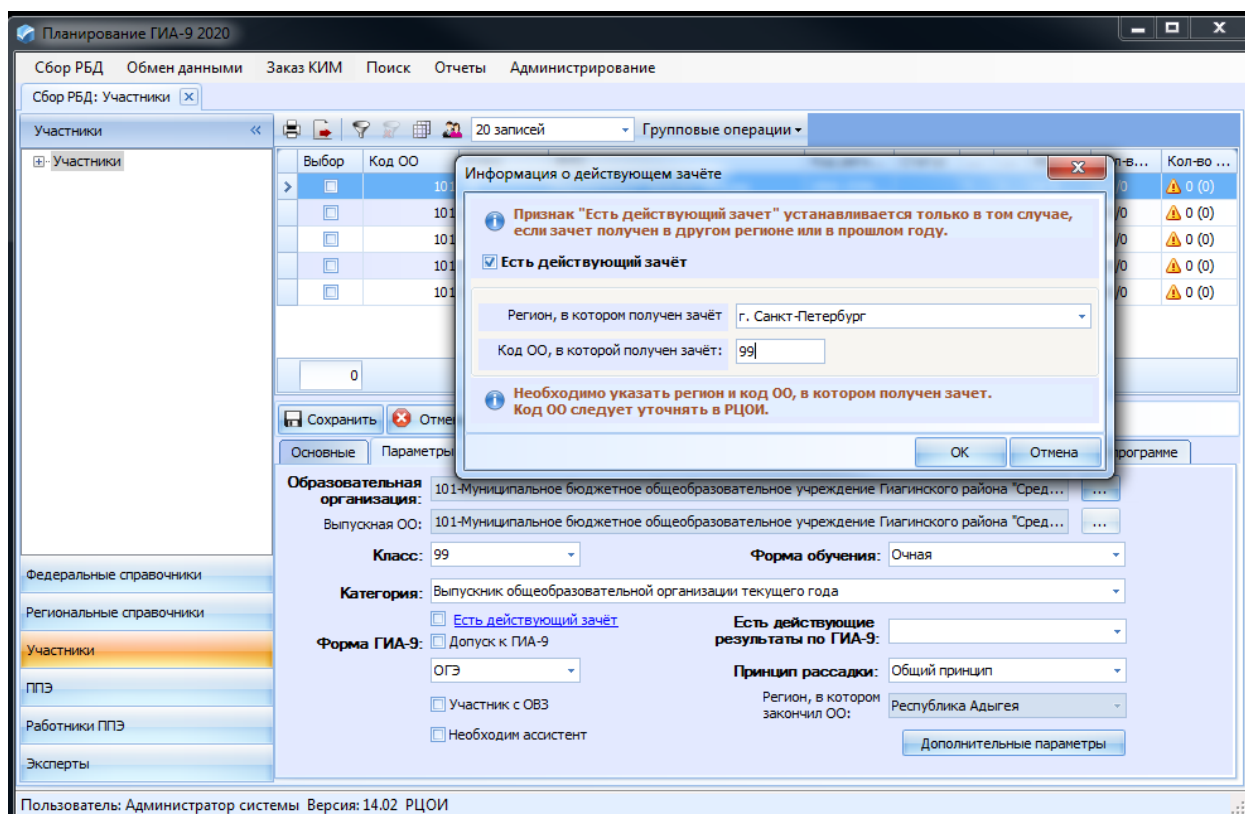 Планирование ГИА-9 2020
Сбор РБД Обмен данными Заказ КИМ Поиск Отчеты Администрирование
Сбор РБД: Участники
Участники «
20 записей Групповые операции
Участники
Выбор Код ОО Кол-во ...
101 /0 0 (0)
101 /0 0 (0)
101 /0 0 (0)
101 /0 0 (0)
101 /0 0 (0)
0
Информация о действующем зачёте
Признак "Есть действующий зачет" устанавливается только в том случае,
если зачет получен в другом регионе или в прошлом году.
Есть действующий зачёт
Регион, в котором получен зачёт г. Санкт-Петербург
Код ОО, в которой получен зачёт: 99
Необходимо указать регион и код ОО, в котором получен зачет.
Код ОО следует уточнять в РЦОИ.
ОК Отмена
Сохранить
Основные Параметры
Образовательная организация: 101-Муниципальное бюджетное общеобразовательное учреждение Гиагинского района "Сред... ...
Выпускная ОО: 101-Муниципальное бюджетное общеобразовательное учреждение Гиагинского района "Сред... ...
Класс: 99 Форма обучения: Очная
Категория: Выпускник общеобразовательной организации текущего года
Есть действующий зачёт Есть действующие результаты по ГИА-9:
Форма ГИА-9: Допуск к ГИА-9
ОГЭ Принцип рассадки: Общий принцип
Участник с ОВЗ Регион, в котором закончил ОО: Республика Адыгея
Необходим ассистент Дополнительные параметры
Федеральные справочники
Региональные справочники
Участники
ППЭ
Работники ППЭ
Эксперты
Пользователь: Администратор системы Версия: 14.02 РЦОИ